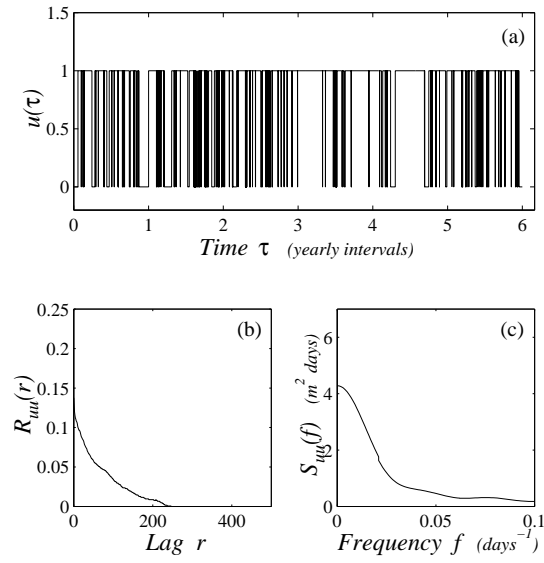 1.5
(a)
1
u(τ)
0.5
0
0 1 2 3 4 5 6
Time τ (yearly intervals)
0.25
(b)
0.2
0.15
R_uu(r)
0.1
0.05
0
0 200 400
Lag r
6
(c)
S_uu(f) (m² days)
4
2
0
0 0.05 0.1
Frequency f (days⁻¹)